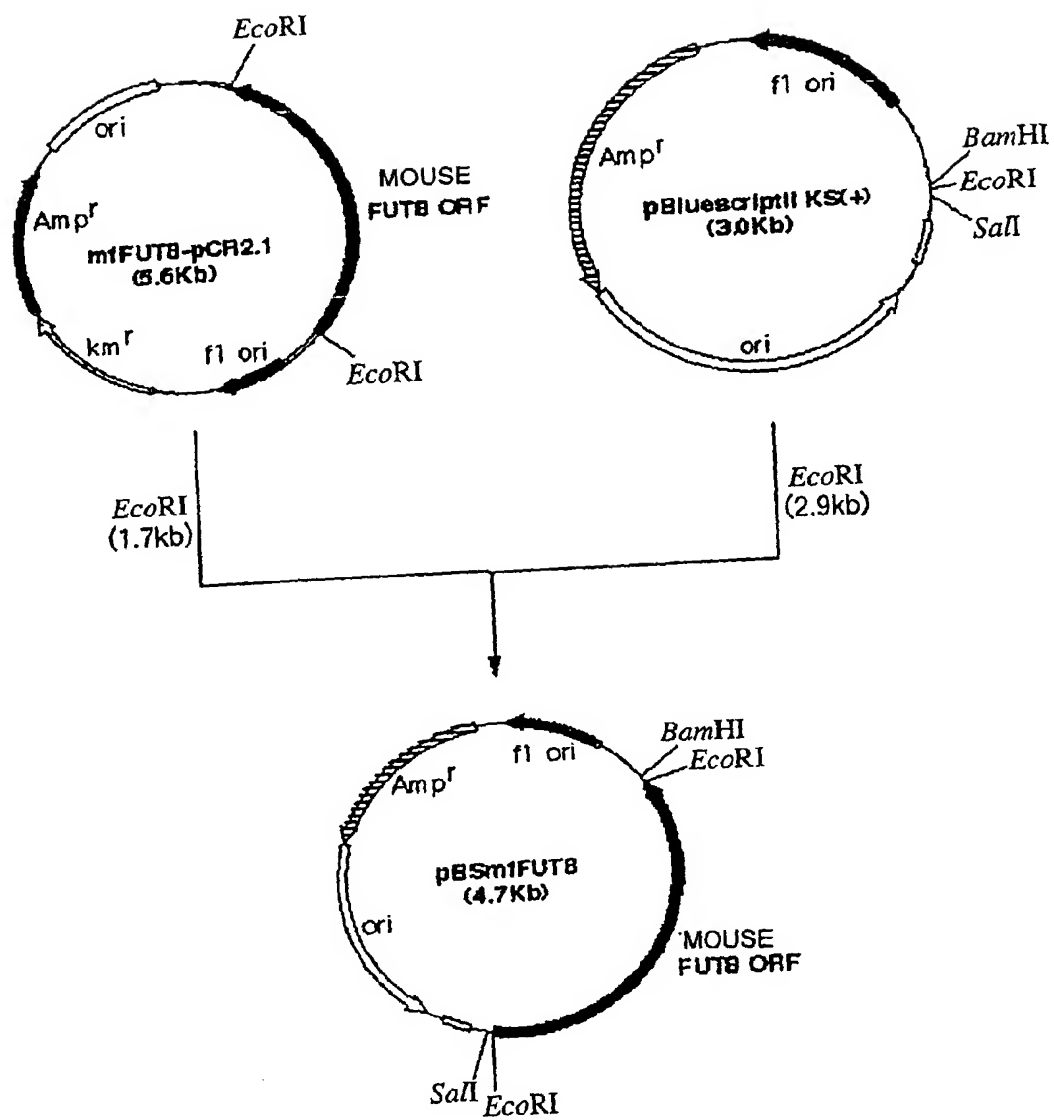 EcoRI
ori
Amp^r
MOUSE
FUT8 ORF
mfFUT8-pCR2.1
(5.6Kb)
km^r
f1 ori
EcoRI
f1 ori
Amp^r
BamHI
EcoRI
SalI
pBluescriptII KS(+)
(3.0Kb)
ori
EcoRI
(1.7kb)
EcoRI
(2.9kb)
f1 ori
Amp^r
BamHI
EcoRI
pBSmfFUT8
(4.7Kb)
ori
MOUSE
FUT8 ORF
SalI
EcoRI